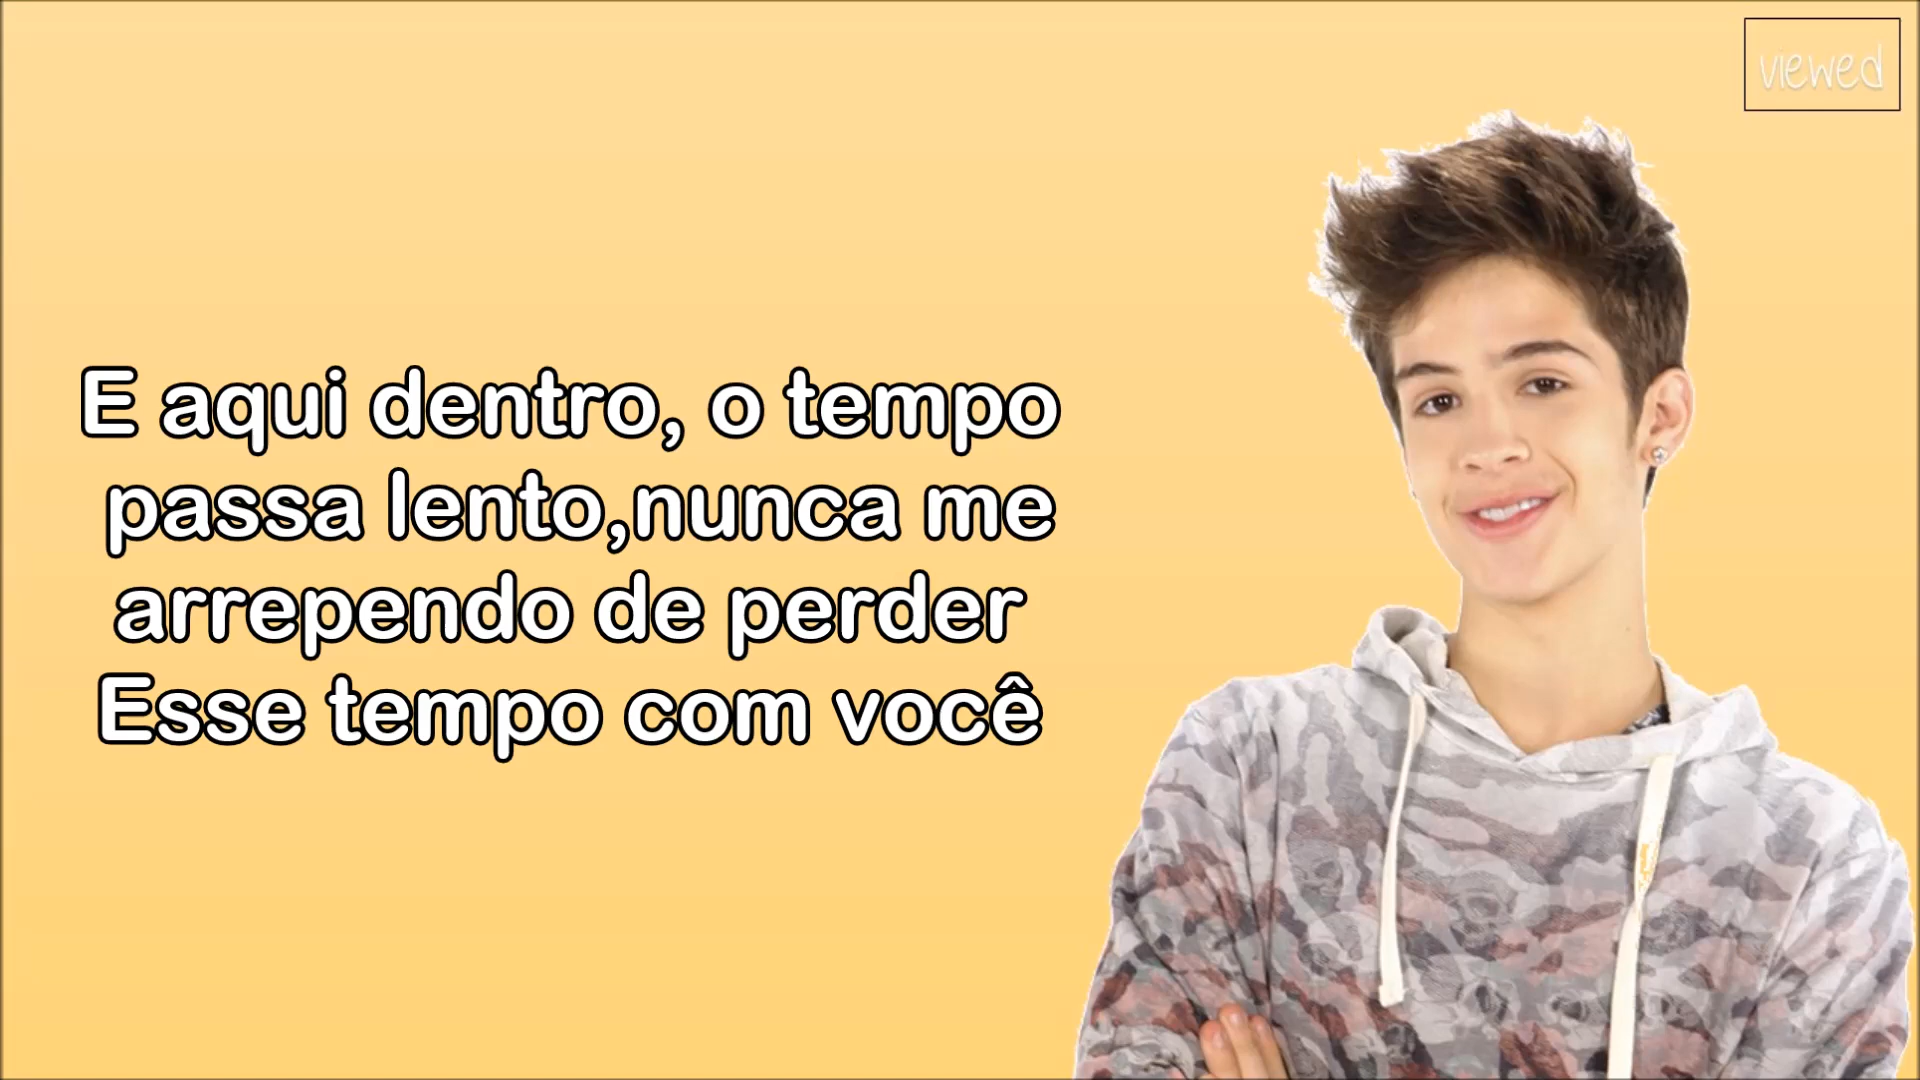 viewed
E aqui dentro, o tempo
passa lento,nunca me
arrependo de perder
Esse tempo com você